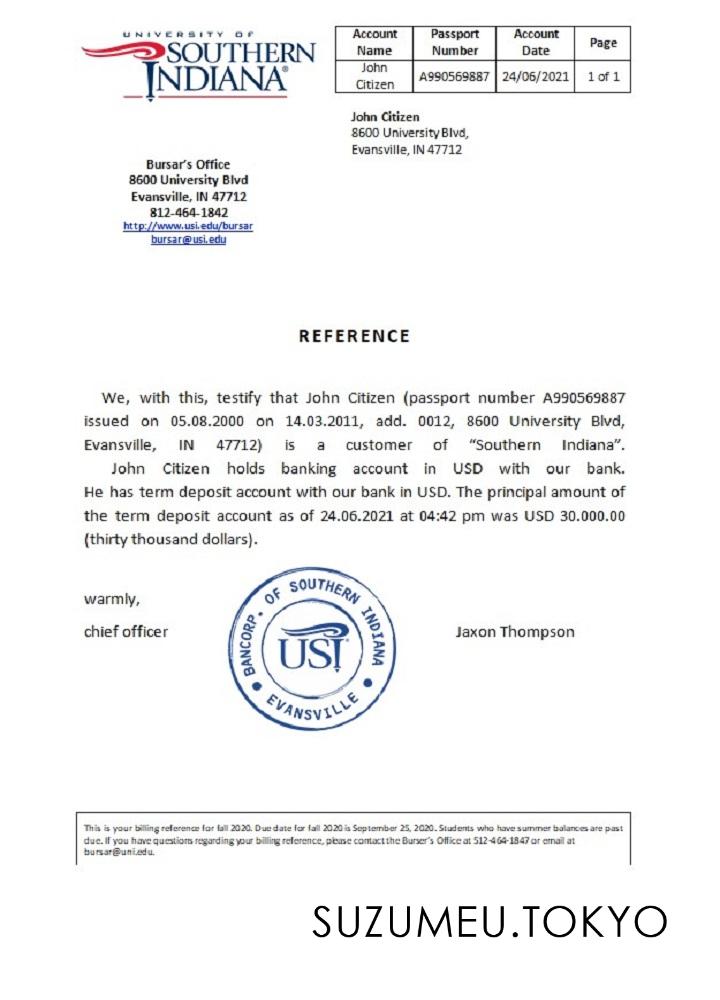 UNIVERSITY OF
SOUTHERN
INDIANA®
Account Name Passport Number Account Date Page
John Citizen A990569887 24/06/2021 1 of 1
John Citizen
8600 University Blvd,
Evansville, IN 47712
Bursar's Office
8600 University Blvd
Evansville, IN 47712
812-464-1842
http://www.usi.edu/bursar
bursar@usi.edu
REFERENCE
We, with this, testify that John Citizen (passport number A990569887
issued on 05.08.2000 on 14.03.2011, add. 0012, 8600 University Blvd,
Evansville, IN 47712) is a customer of "Southern Indiana".
John Citizen holds banking account in USD with our bank.
He has term deposit account with our bank in USD. The principal amount of
the term deposit account as of 24.06.2021 at 04:42 pm was USD 30.000.00
(thirty thousand dollars).
warmly,
chief officer
BANCORP. OF SOUTHERN INDIANA
USI
EVANSVILLE
Jaxon Thompson
This is your billing reference for fall 2020. Due date for fall 2020 is September 25, 2020. Students who have summer balances are past
due. If you have questions regarding your billing reference, please contact the Burser's Office at 512-464-1847 or email at
bursar@uni.edu.
SUZUMEU.TOKYO